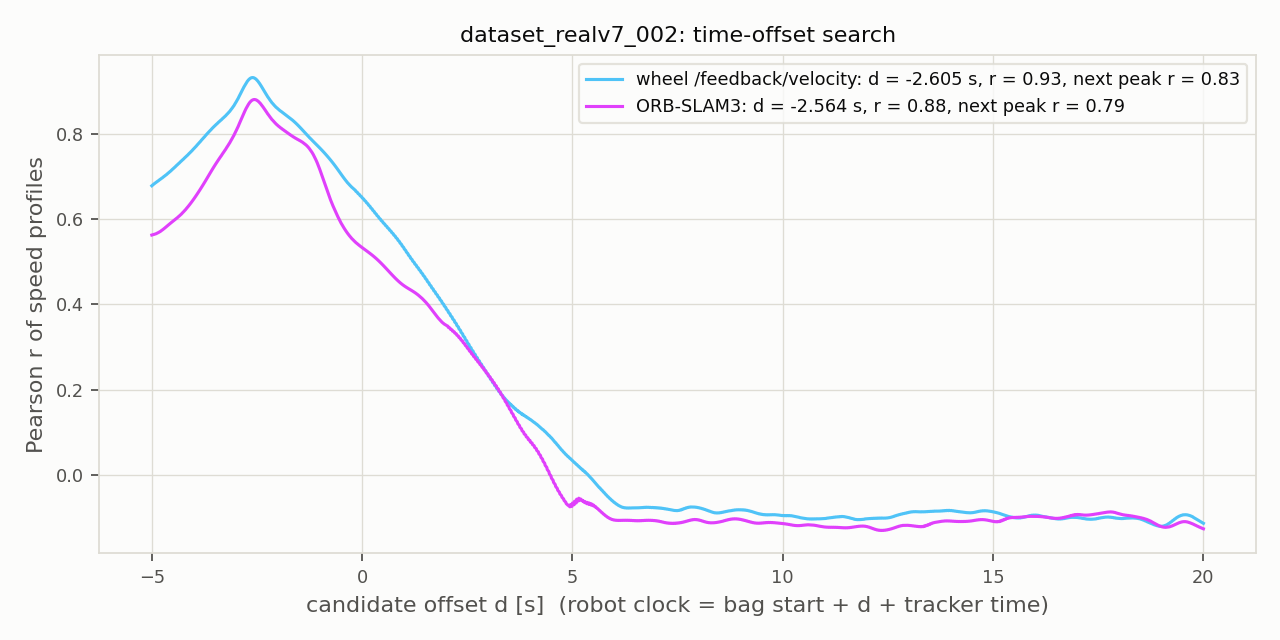 dataset_realv7_002: time-offset search
wheel /feedback/velocity: d = -2.605 s, r = 0.93, next peak r = 0.83
ORB-SLAM3: d = -2.564 s, r = 0.88, next peak r = 0.79
Pearson r of speed profiles
0.8
0.6
0.4
0.2
0.0
−5 0 5 10 15 20
candidate offset d [s]  (robot clock = bag start + d + tracker time)